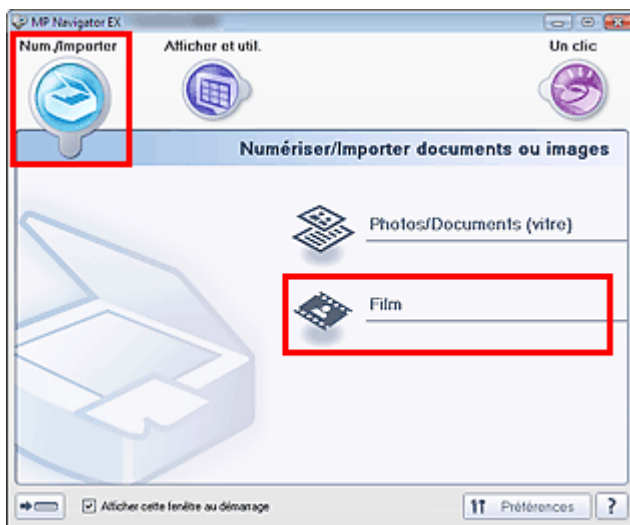 MP Navigator EX
Num./Importer
Afficher et util.
Un clic
Numériser/Importer documents ou images
Photos/Documents (vitre)
Film
Afficher cette fenêtre au démarrage
Préférences
?